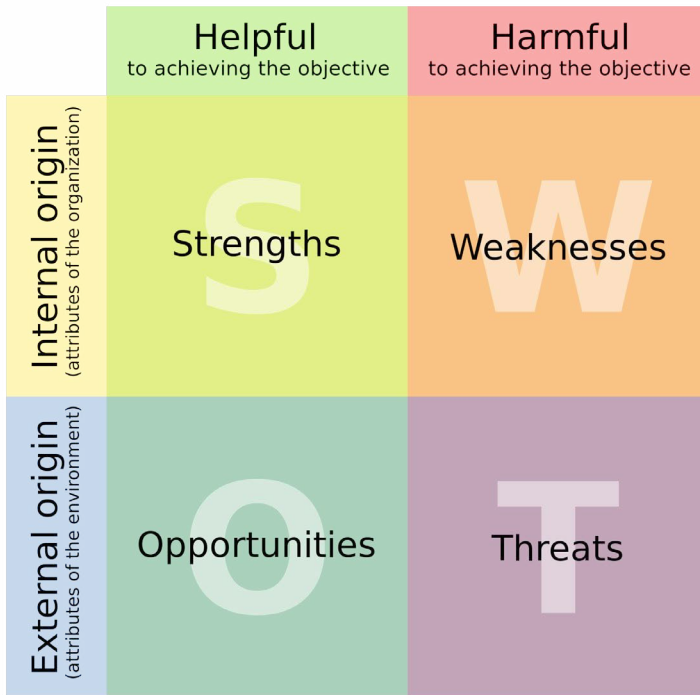 Helpful
to achieving the objective
Harmful
to achieving the objective
Internal origin
(attributes of the organization)
S
Strengths
W
Weaknesses
External origin
(attributes of the environment)
O
Opportunities
T
Threats